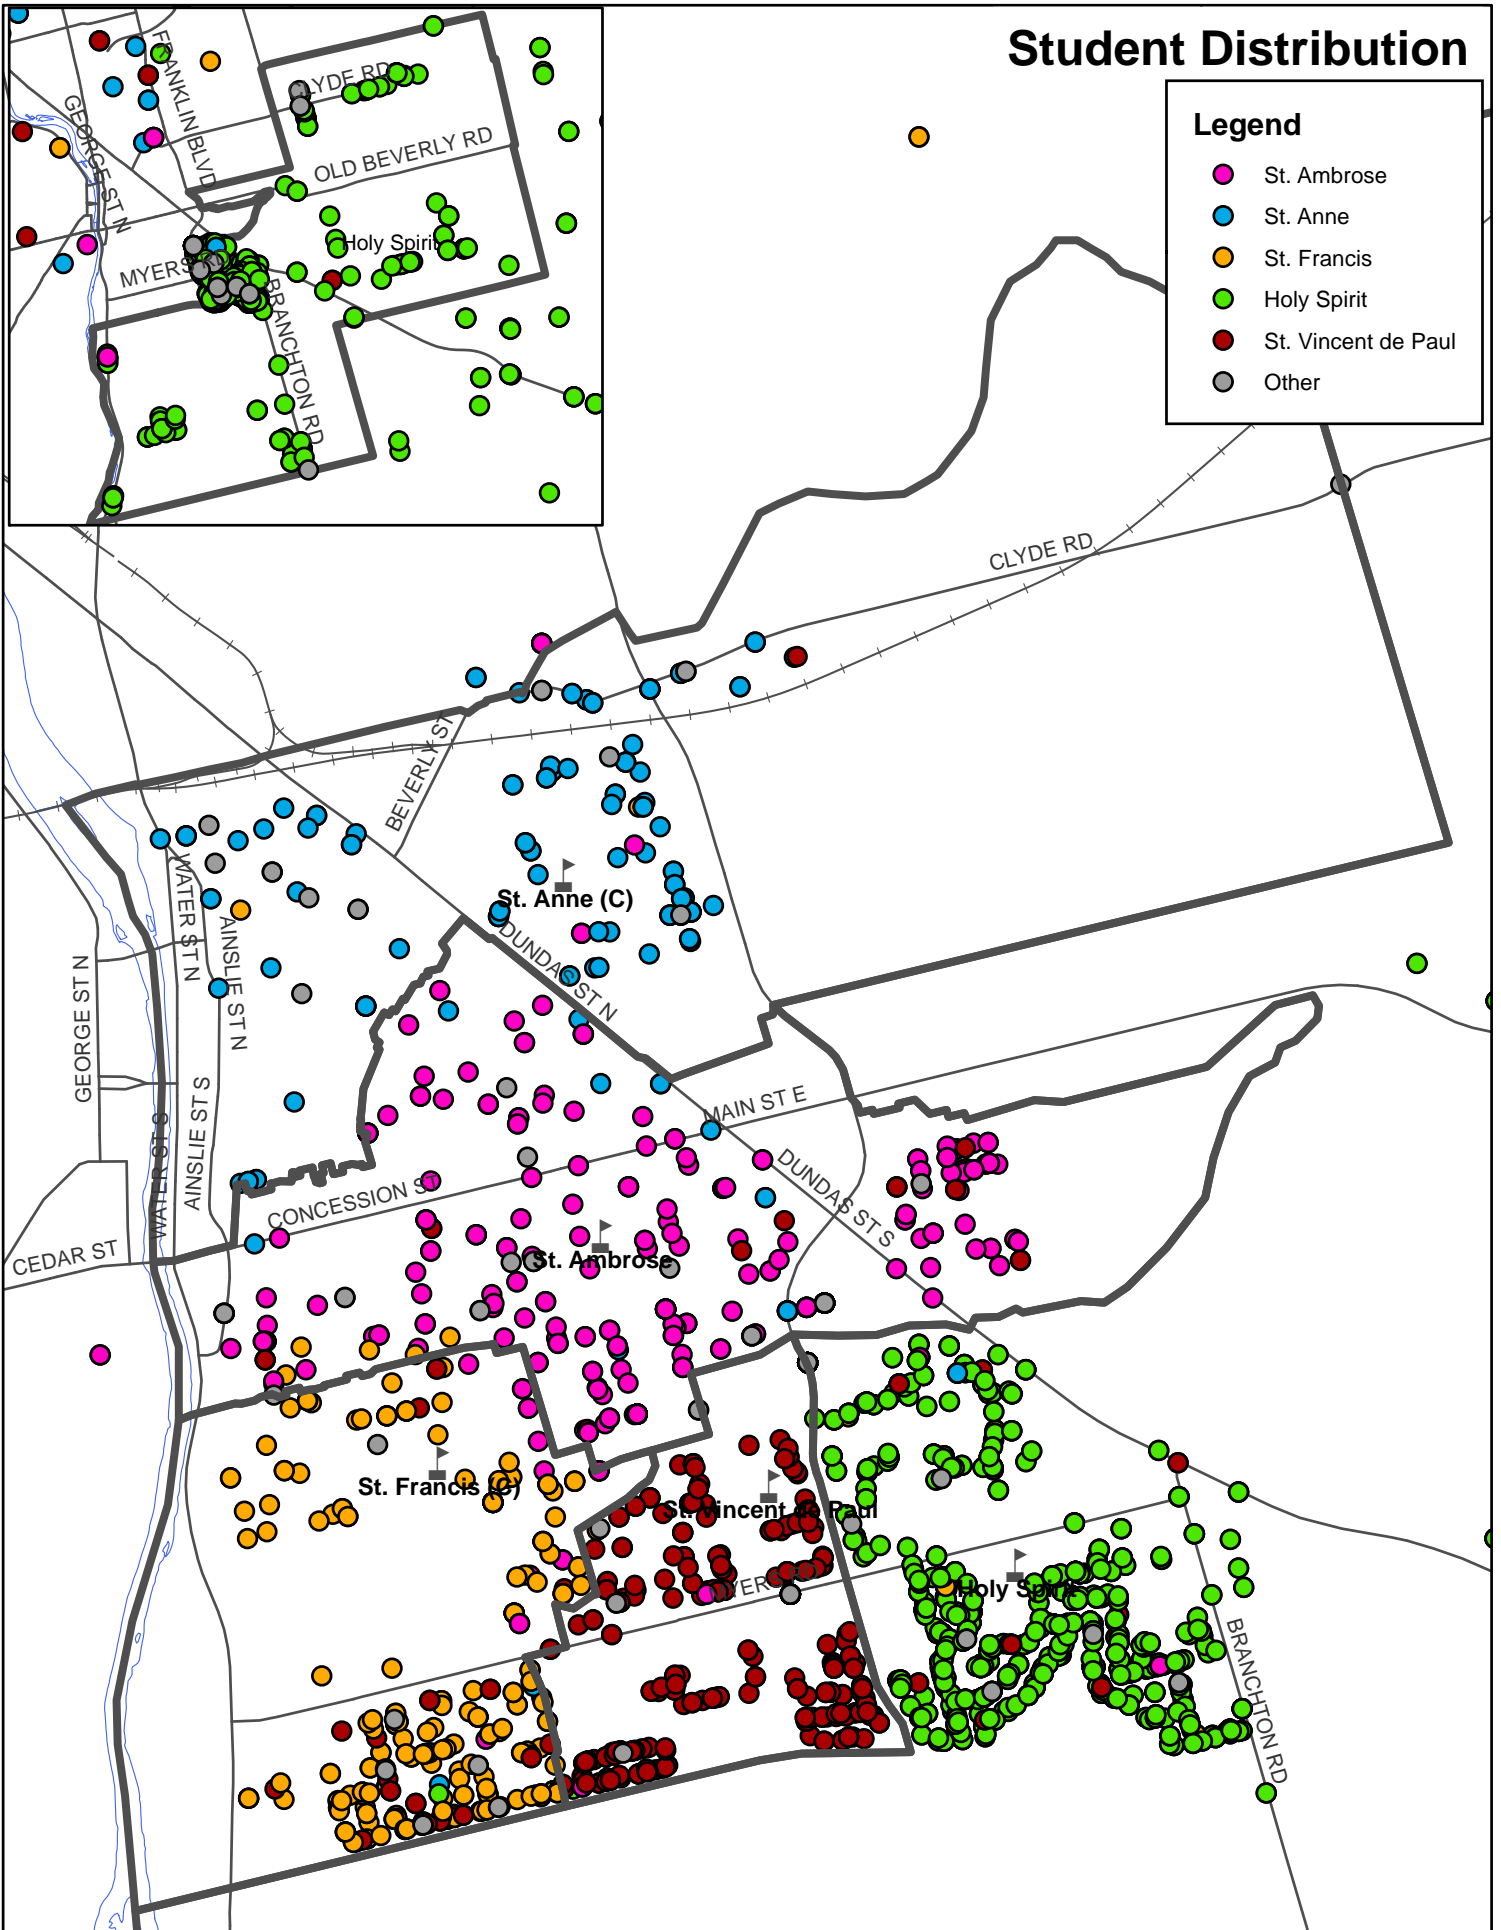 Student Distribution
Legend
St. Ambrose
St. Anne
St. Francis
Holy Spirit
St. Vincent de Paul
Other
FRANKLIN BLVD
GEORGE ST N
CLYDE RD
OLD BEVERLY RD
Holy Spirit
MYERS RD
BRANCHTON RD
CLYDE RD
BEVERLY ST
WATER ST N
AINSLIE ST N
GEORGE ST N
St. Anne (C)
DUNDAS ST N
MAIN ST E
WATER ST S
AINSLIE ST S
CONCESSION ST
DUNDAS ST S
CEDAR ST
St. Ambrose
St. Francis (C)
St. Vincent de Paul
MYERS RD
Holy Spirit
BRANCHTON RD